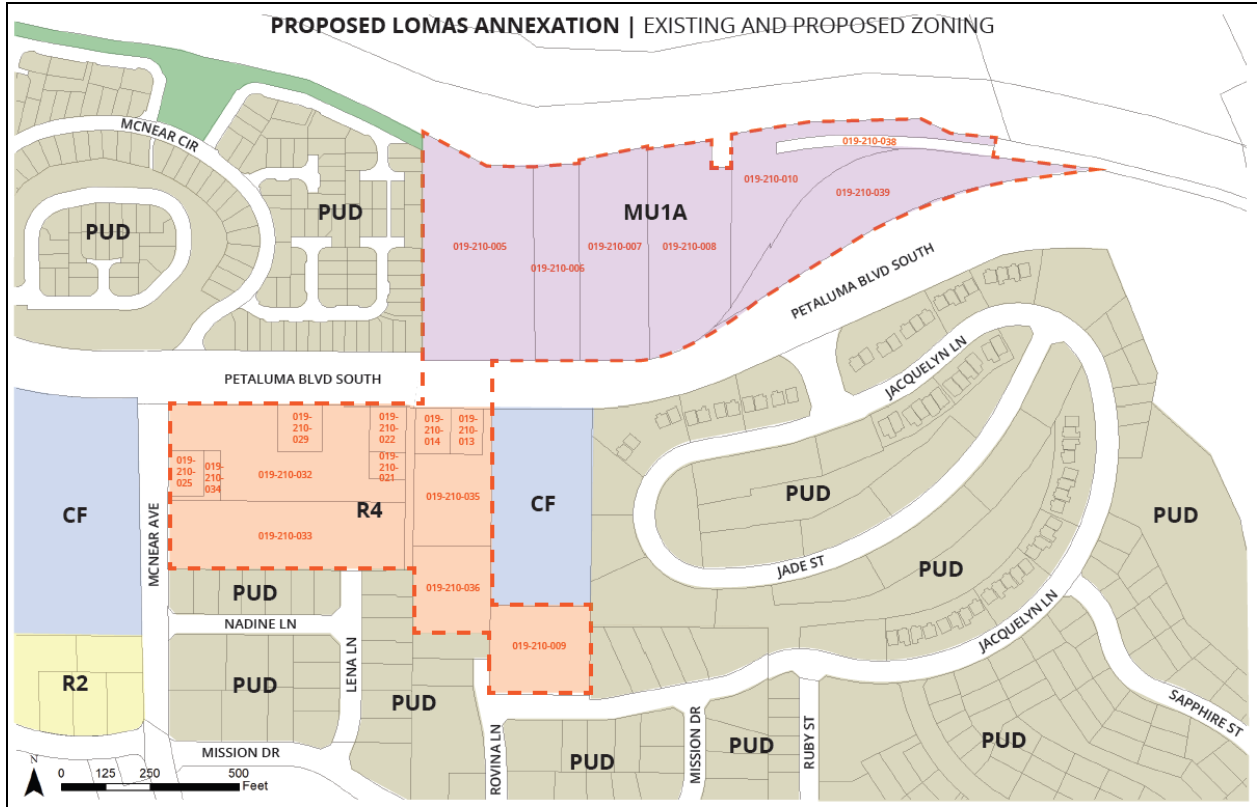 PROPOSED LOMAS ANNEXATION | EXISTING AND PROPOSED ZONING
MCNEAR CIR
PUD
PUD
019-210-038
019-210-010
019-210-039
MU1A
019-210-005
019-210-006
019-210-007
019-210-008
PETALUMA BLVD SOUTH
PETALUMA BLVD SOUTH
JACQUELYN LN
019-
210-
029
019-
210-
022
019-
210-
014
019-
210-
013
019-
210-
025
019-
210-
034
019-210-032
019-
210-
021
019-210-035
R4
CF
MCNEAR AVE
CF
PUD
PUD
019-210-033
JADE ST
PUD
019-210-036
PUD
NADINE LN
JACQUELYN LN
019-210-009
R2
PUD
LENA LN
PUD
SAPPHIRE ST
MISSION DR
ROVINA LN
PUD
MISSION DR
PUD
RUBY ST
PUD
N
0 125 250 500
Feet